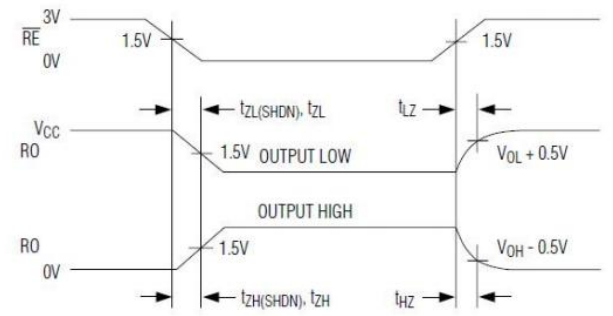 3V
RE 1.5V 1.5V
0V
tZL(SHDN), tZL tLZ
VCC
RO 1.5V OUTPUT LOW VOL + 0.5V
OUTPUT HIGH
RO 1.5V VOH - 0.5V
0V
tZH(SHDN), tZH tHZ